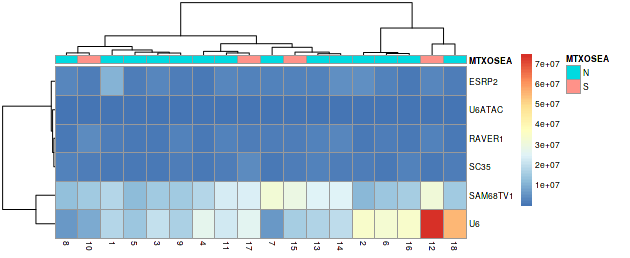 MTXOSEA
ESRP2
U6ATAC
RAVER1
SC35
SAM68TV1
U6
8 10 1 5 3 9 4 11 17 7 15 13 14 2 6 16 12 18
7e+07
6e+07
5e+07
4e+07
3e+07
2e+07
1e+07
MTXOSEA
N
S